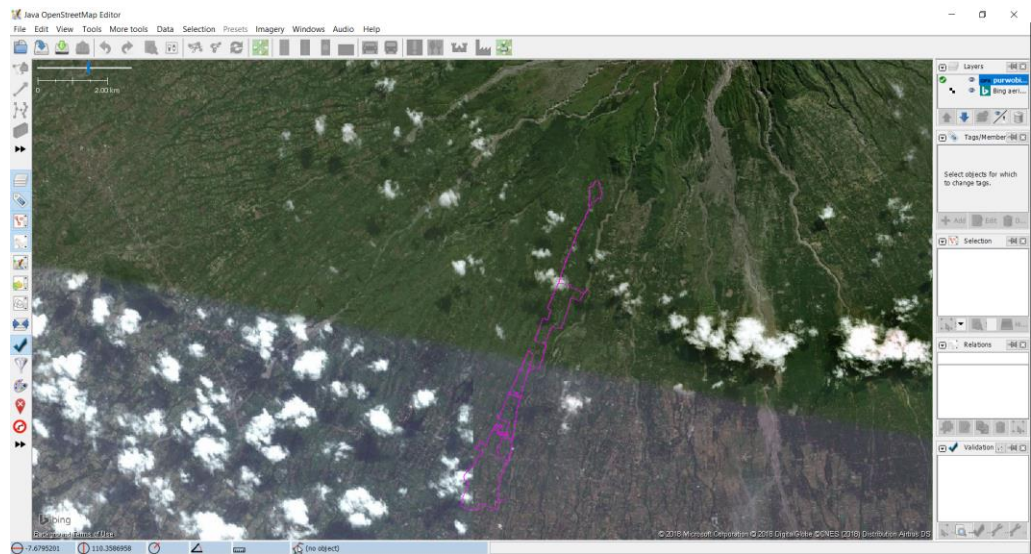 Java OpenStreetMap Editor
File Edit View Tools More tools Data Selection Presets Imagery Windows Audio Help
0 2.00 km
Layers
purwobi...
Bing aeri...
Tags/Member
Select objects for which
to change tags.
Add Edit D...
Selection
Relations
Validation
bing
Background Terms of Use
© 2018 Microsoft Corporation © 2018 DigitalGlobe ©CNES (2018) Distribution Airbus DS
-7.6795201 110.3586958 (no object)